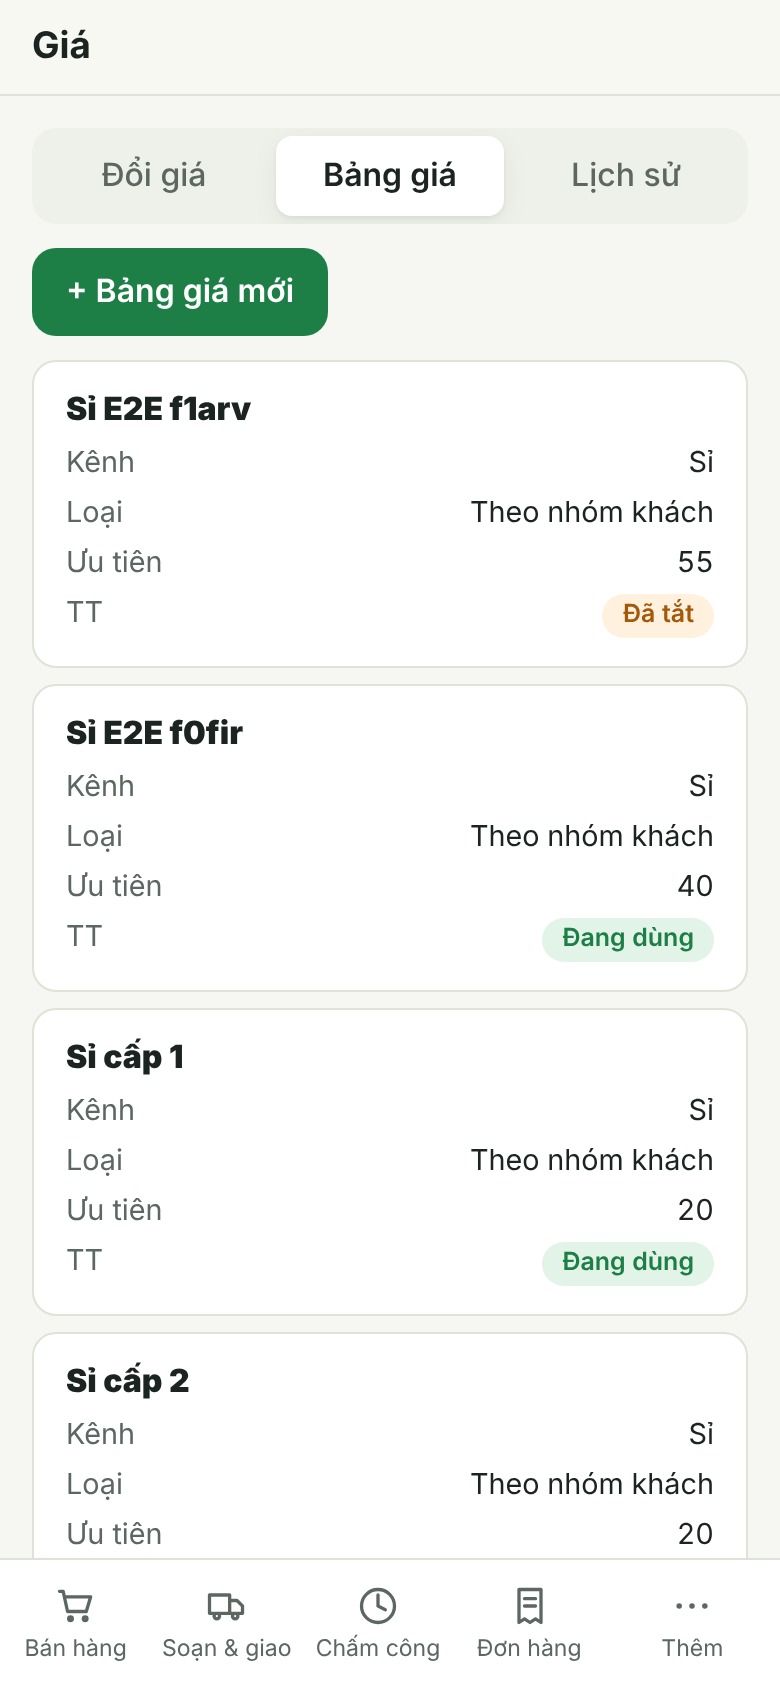 Giá
Đổi giá Bảng giá Lịch sử
+ Bảng giá mới
Sỉ E2E f1arv
Kênh Sỉ
Loại Theo nhóm khách
Ưu tiên 55
TT Đã tắt
Sỉ E2E f0fir
Kênh Sỉ
Loại Theo nhóm khách
Ưu tiên 40
TT Đang dùng
Sỉ cấp 1
Kênh Sỉ
Loại Theo nhóm khách
Ưu tiên 20
TT Đang dùng
Sỉ cấp 2
Kênh Sỉ
Loại Theo nhóm khách
Ưu tiên 20
Bán hàng Soạn & giao Chấm công Đơn hàng Thêm